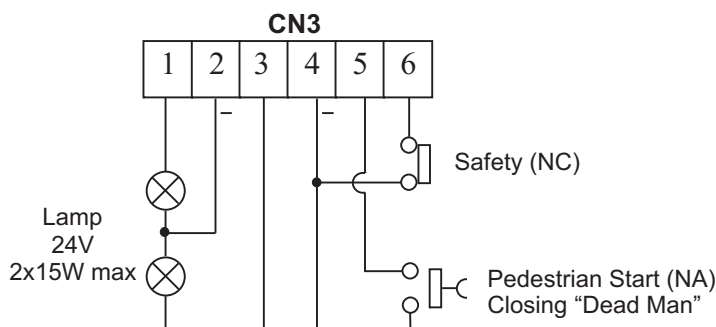 CN3
1 2 3 4 5 6
– –
Safety (NC)
Lamp
24V
2x15W max
Pedestrian Start (NA)
Closing “Dead Man”